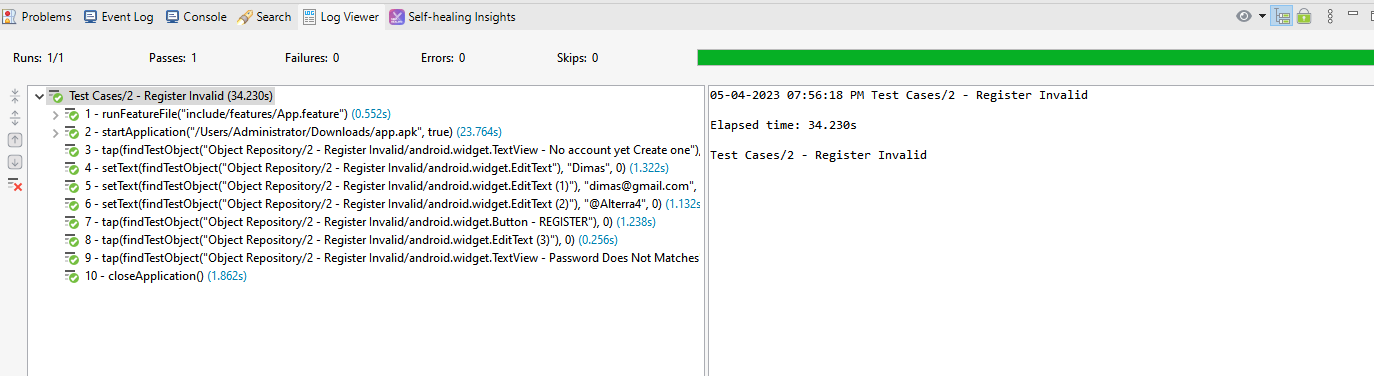 Problems Event Log Console Search Log Viewer Self-healing Insights
Runs: 1/1 Passes: 1 Failures: 0 Errors: 0 Skips: 0
Test Cases/2 - Register Invalid (34.230s)
1 - runFeatureFile("include/features/App.feature") (0.552s)
2 - startApplication("/Users/Administrator/Downloads/app.apk", true) (23.764s)
3 - tap(findTestObject("Object Repository/2 - Register Invalid/android.widget.TextView - No account yet Create one"),
4 - setText(findTestObject("Object Repository/2 - Register Invalid/android.widget.EditText"), "Dimas", 0) (1.322s)
5 - setText(findTestObject("Object Repository/2 - Register Invalid/android.widget.EditText (1)"), "dimas@gmail.com",
6 - setText(findTestObject("Object Repository/2 - Register Invalid/android.widget.EditText (2)"), "@Alterra4", 0) (1.132s
7 - tap(findTestObject("Object Repository/2 - Register Invalid/android.widget.Button - REGISTER"), 0) (1.238s)
8 - tap(findTestObject("Object Repository/2 - Register Invalid/android.widget.EditText (3)"), 0) (0.256s)
9 - tap(findTestObject("Object Repository/2 - Register Invalid/android.widget.TextView - Password Does Not Matches
10 - closeApplication() (1.862s)
05-04-2023 07:56:18 PM Test Cases/2 - Register Invalid
Elapsed time: 34.230s
Test Cases/2 - Register Invalid